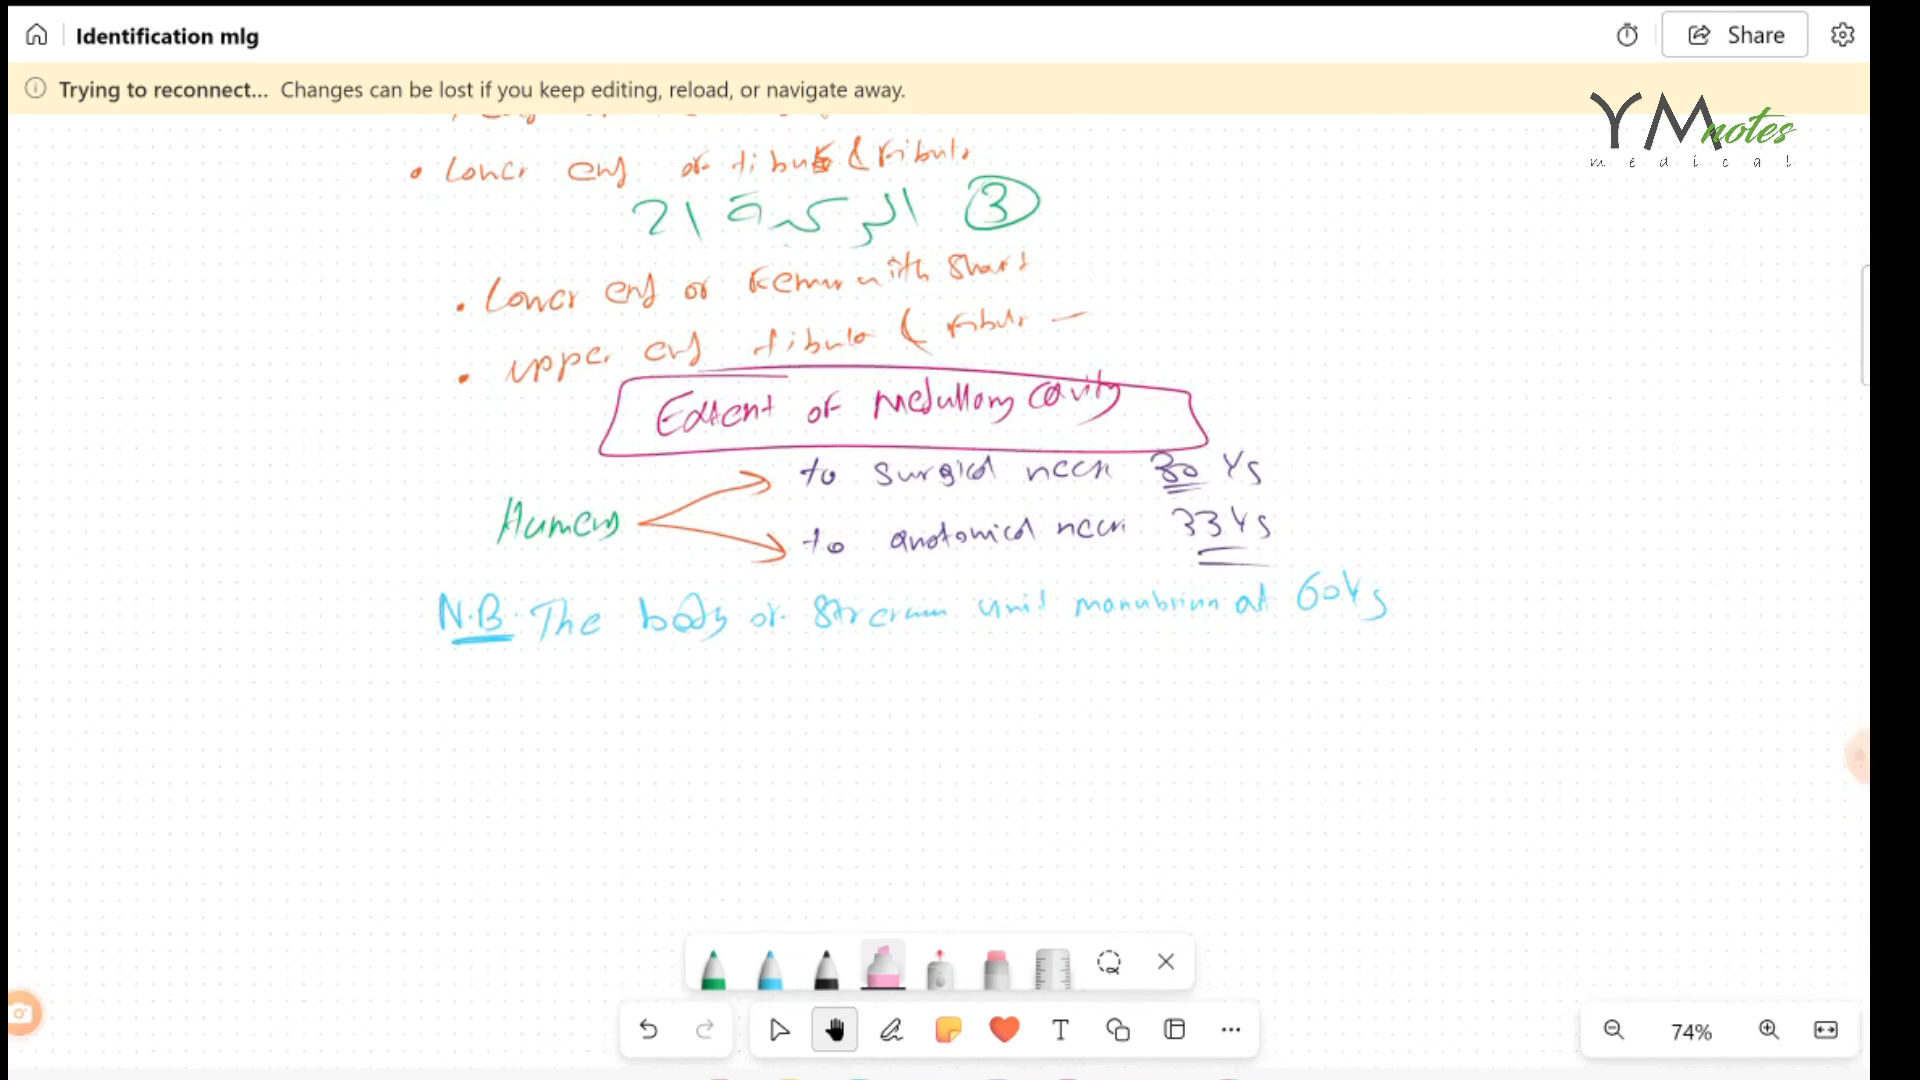 Identification mlg
Share
Trying to reconnect... Changes can be lost if you keep editing, reload, or navigate away.
YM notes
medical
• Lower end of tibia & fibula
③ الركبة 21
• Lower end of Femur with shaft
• upper end tibula & fibula —
Extent of Medullary cavity
to surgical neck 30 Ys
Humerus
to anatomical neck 33 Ys
N.B. The body of sternum unit manubrium at 60 Ys
74%